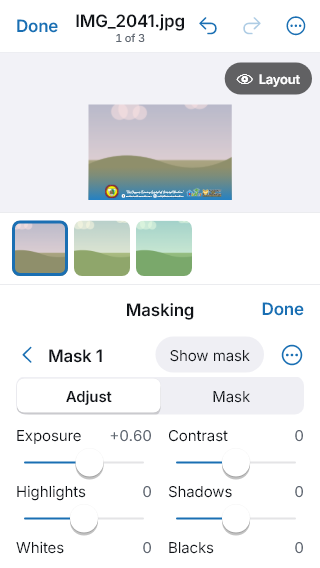 Done
IMG_2041.jpg
1 of 3
Layout
Masking
Done
Mask 1
Show mask
Adjust
Mask
Exposure +0.60
Contrast 0
Highlights 0
Shadows 0
Whites 0
Blacks 0